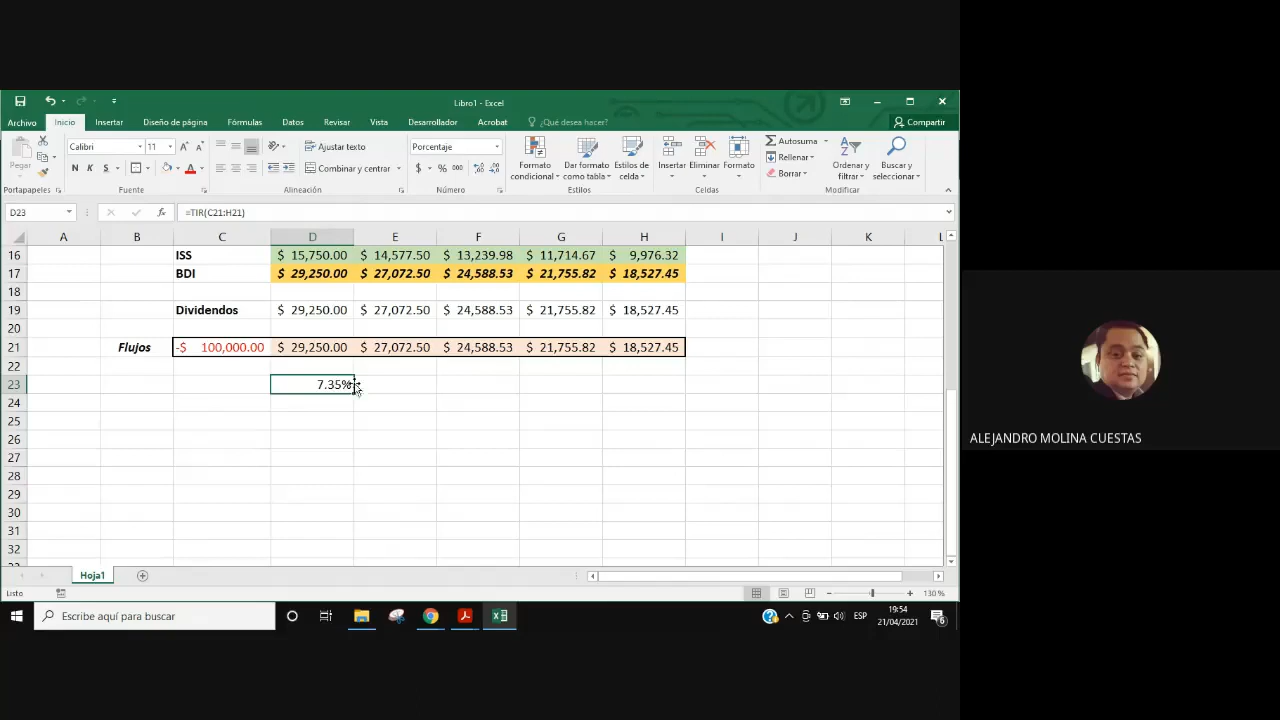 Libro1 - Excel
Archivo Inicio Insertar Diseño de página Fórmulas Datos Revisar Vista Desarrollador Acrobat ¿Qué desea hacer? Compartir
Pegar
Calibri 11
N K S
Ajustar texto
Combinar y centrar
Porcentaje
$ % 000
Formato condicional
Dar formato como tabla
Estilos de celda
Insertar Eliminar Formato
Autosuma
Rellenar
Borrar
Ordenar y filtrar
Buscar y seleccionar
Portapapeles Fuente Alineación Número Estilos Celdas Modificar
D23 fx =TIR(C21:H21)
A B C D E F G H I J K L
16 ISS $ 15,750.00 $ 14,577.50 $ 13,239.98 $ 11,714.67 $ 9,976.32
17 BDI $ 29,250.00 $ 27,072.50 $ 24,588.53 $ 21,755.82 $ 18,527.45
18
19 Dividendos $ 29,250.00 $ 27,072.50 $ 24,588.53 $ 21,755.82 $ 18,527.45
20
21 Flujos -$ 100,000.00 $ 29,250.00 $ 27,072.50 $ 24,588.53 $ 21,755.82 $ 18,527.45
22
23 7.35%
24
25
26
27
28
29
30
31
32
Hoja1
Listo 130 %
Escribe aquí para buscar
ESP
19:54
21/04/2021
6
ALEJANDRO MOLINA CUESTAS